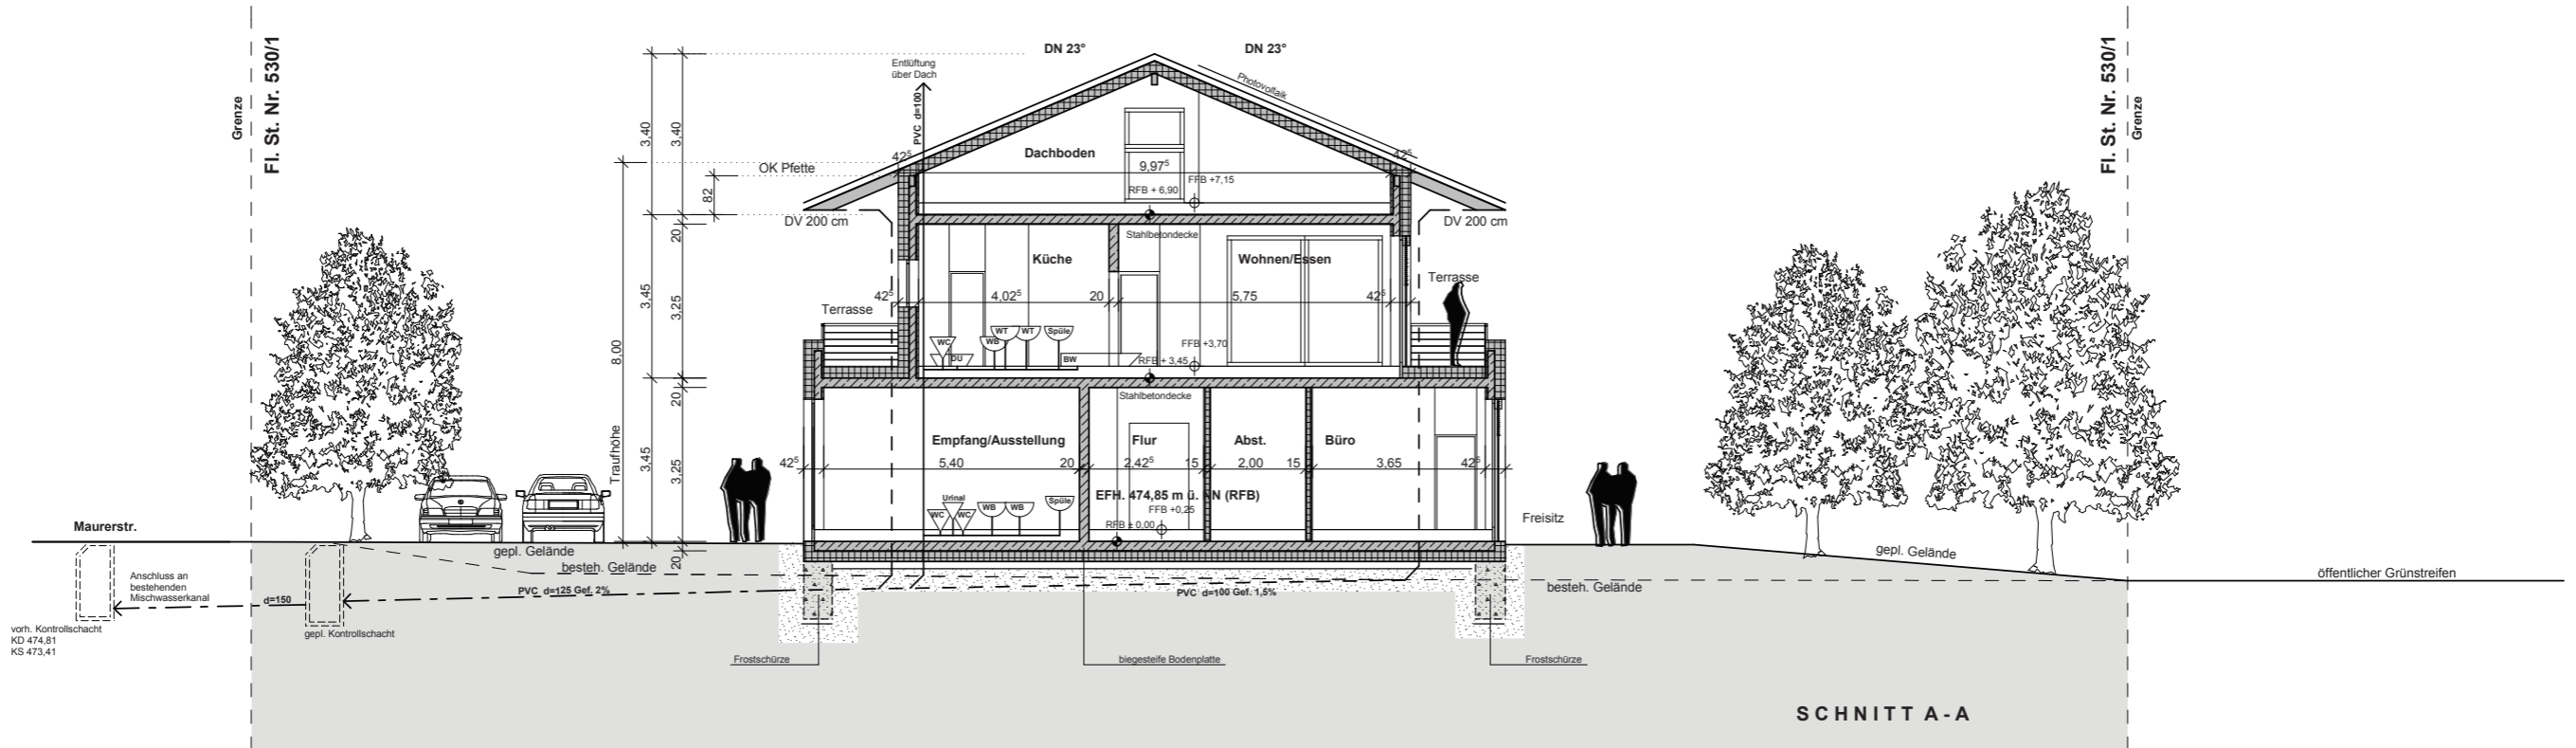 Grenze
Fl. St. Nr. 530/1
DN 23°
DN 23°
Entlüftung
über Dach
PVC d=100
Photovoltaik
Fl. St. Nr. 530/1
Grenze
3,40
3,40
OK Pfette
82
42⁵
Dachboden
9,97⁵
42⁵
FFB +7,15
RFB + 6,90
DV 200 cm
DV 200 cm
20
Stahlbetondecke
Küche
Wohnen/Essen
Terrasse
Terrasse
3,45
3,25
42⁵
4,02⁵
20
5,75
42⁵
8,00
WC
DU
WB
WT
WT
Spüle
BW
FFB +3,70
RFB + 3,45
20
Stahlbetondecke
Traufhöhe
3,45
3,25
Empfang/Ausstellung
Flur
Abst.
Büro
42⁵
5,40
20
2,42⁵
15
2,00
15
3,65
42⁵
EFH. 474,85 m ü. NN (RFB)
Urinal
WC
WC
WB
WB
Spüle
FFB +0,25
RFB ± 0,00
Freisitz
Maurerstr.
20
gepl. Gelände
besteh. Gelände
gepl. Gelände
besteh. Gelände
öffentlicher Grünstreifen
Anschluss an
bestehenden
Mischwasserkanal
d=150
PVC d=125 Gef. 2%
PVC d=100 Gef. 1,5%
vorh. Kontrollschacht
KD 474,81
KS 473,41
gepl. Kontrollschacht
Frostschürze
biegesteife Bodenplatte
Frostschürze
SCHNITT A-A